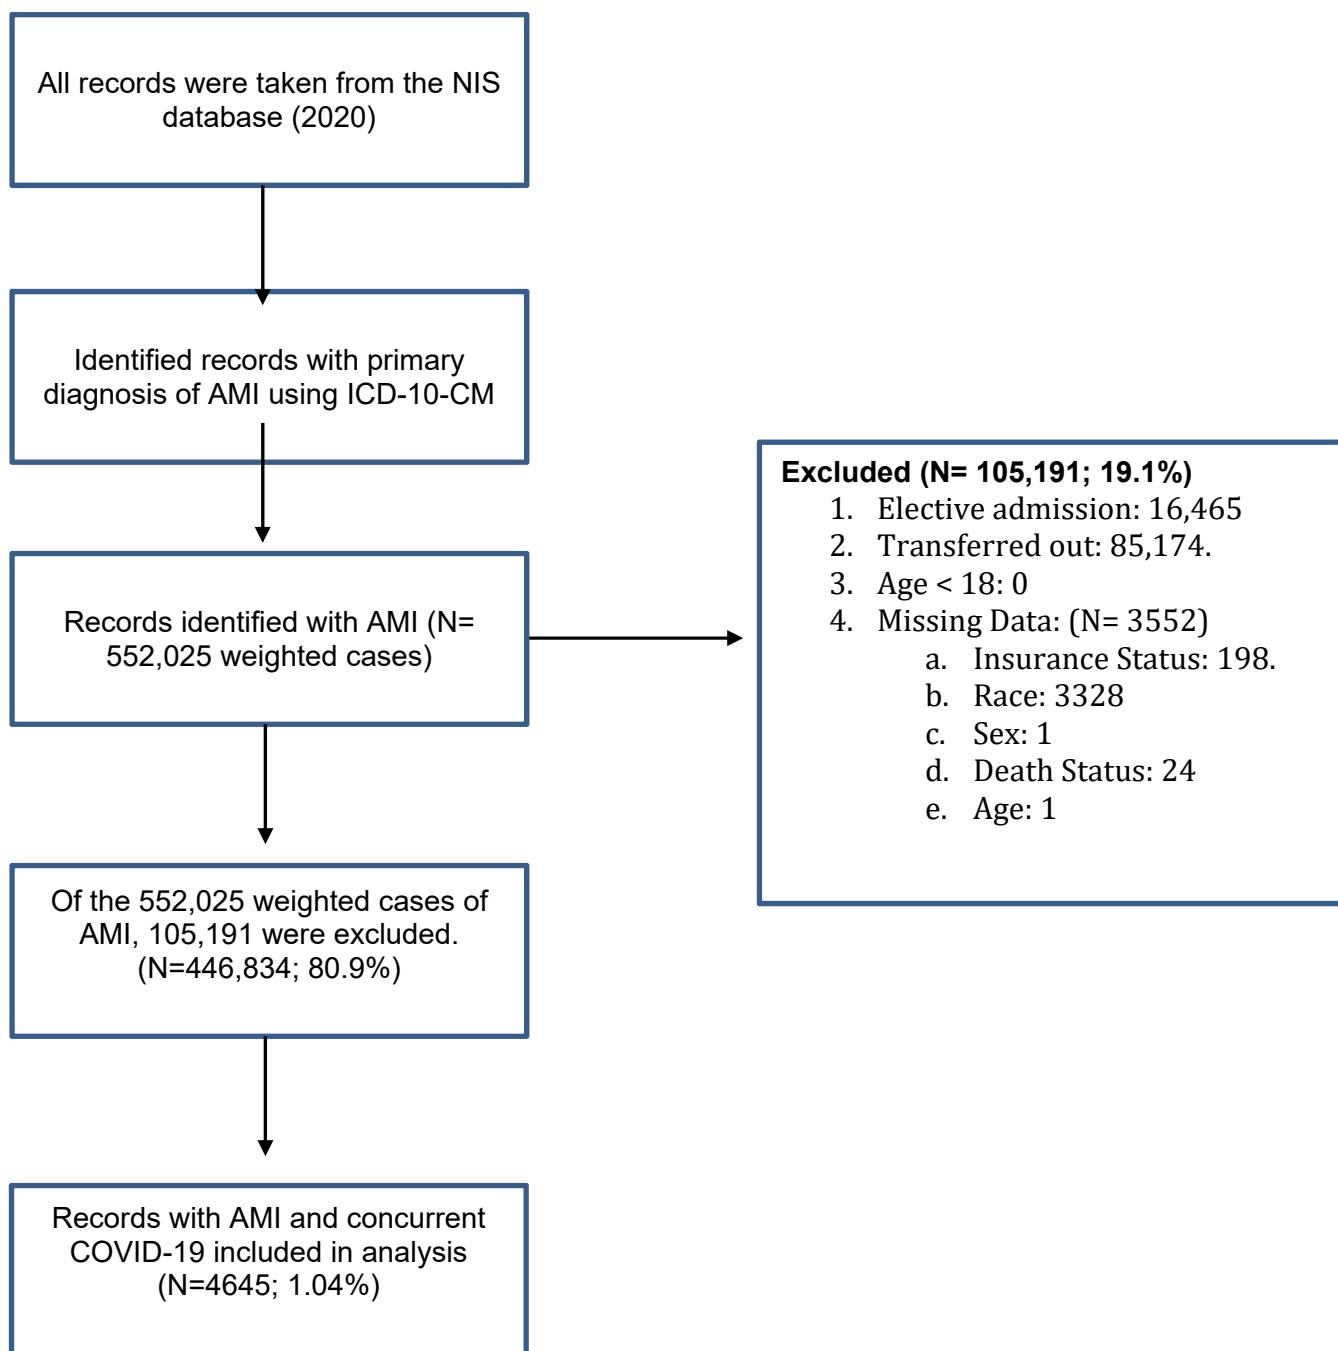 All records were taken from the NIS
database (2020)
Identified records with primary
diagnosis of AMI using ICD-10-CM
Records identified with AMI (N=
552,025 weighted cases)
Excluded (N= 105,191; 19.1%)
1. Elective admission: 16,465
2. Transferred out: 85,174.
3. Age < 18: 0
4. Missing Data: (N= 3552)
a. Insurance Status: 198.
b. Race: 3328
c. Sex: 1
d. Death Status: 24
e. Age: 1
Of the 552,025 weighted cases of
AMI, 105,191 were excluded.
(N=446,834; 80.9%)
Records with AMI and concurrent
COVID-19 included in analysis
(N=4645; 1.04%)